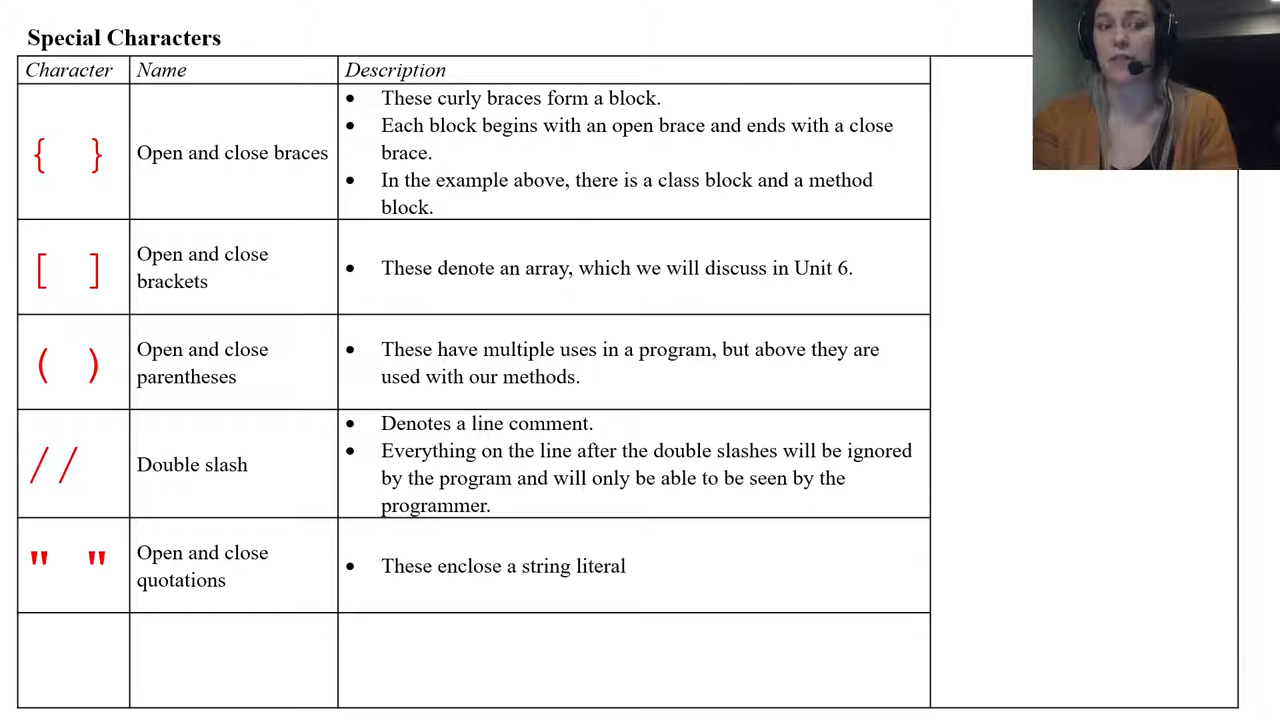 Special Characters
Character Name Description
{ } Open and close braces
• These curly braces form a block.
• Each block begins with an open brace and ends with a close
brace.
• In the example above, there is a class block and a method
block.
[ ] Open and close
brackets
• These denote an array, which we will discuss in Unit 6.
( ) Open and close
parentheses
• These have multiple uses in a program, but above they are
used with our methods.
// Double slash
• Denotes a line comment.
• Everything on the line after the double slashes will be ignored
by the program and will only be able to be seen by the
programmer.
" " Open and close
quotations
• These enclose a string literal